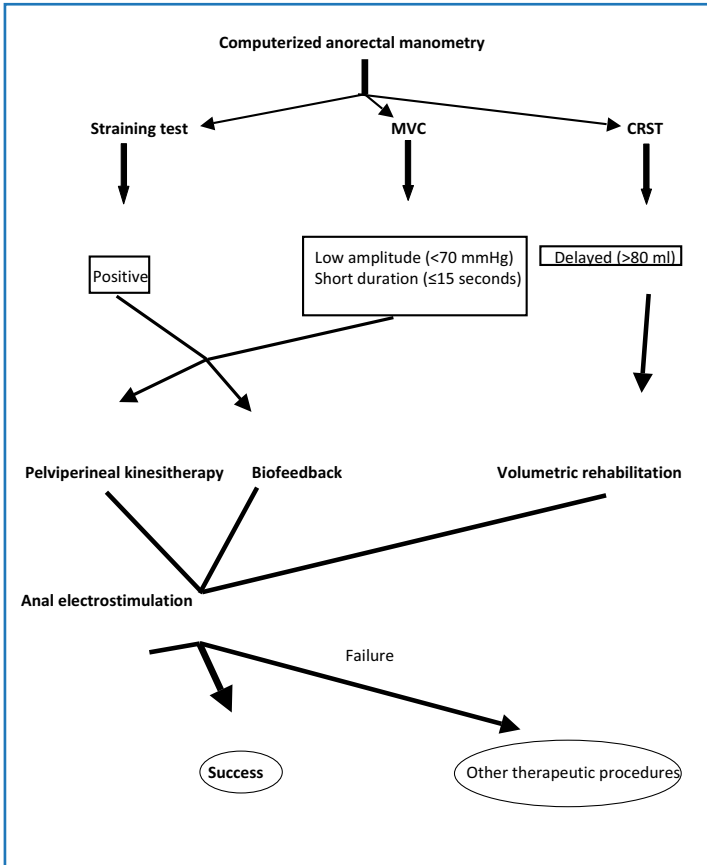 Computerized anorectal manometry
Straining test
MVC
CRST
Positive
Low amplitude (<70 mmHg)
Short duration (≤15 seconds)
Delayed (>80 ml)
Pelviperineal kinesitherapy
Biofeedback
Volumetric rehabilitation
Anal electrostimulation
Failure
Success
Other therapeutic procedures